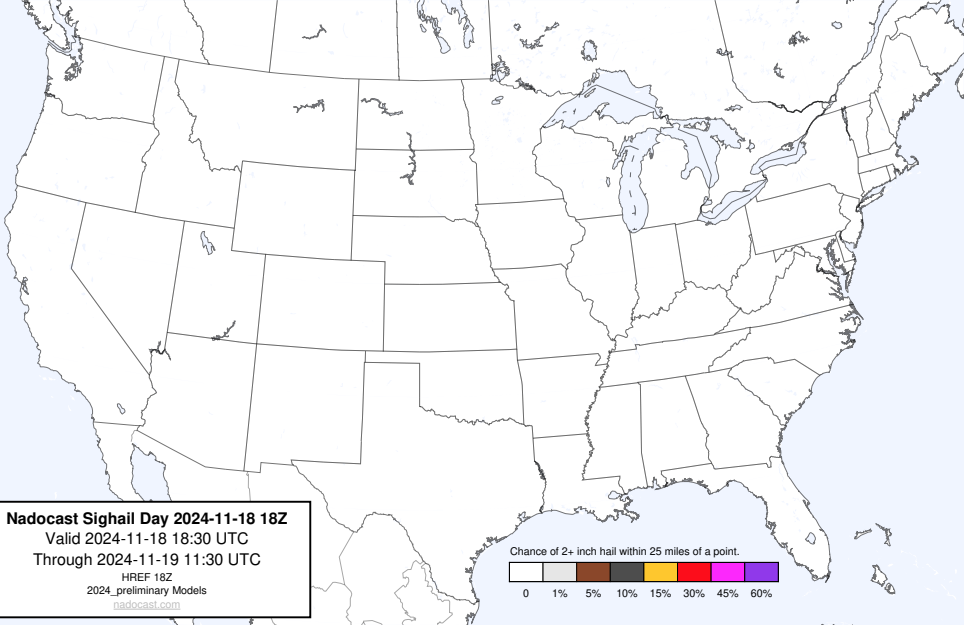 Nadocast Sighail Day 2024-11-18 18Z
Valid 2024-11-18 18:30 UTC
Through 2024-11-19 11:30 UTC
HREF 18Z
2024_preliminary Models
nadocast.com
Chance of 2+ inch hail within 25 miles of a point.
0 1% 5% 10% 15% 30% 45% 60%